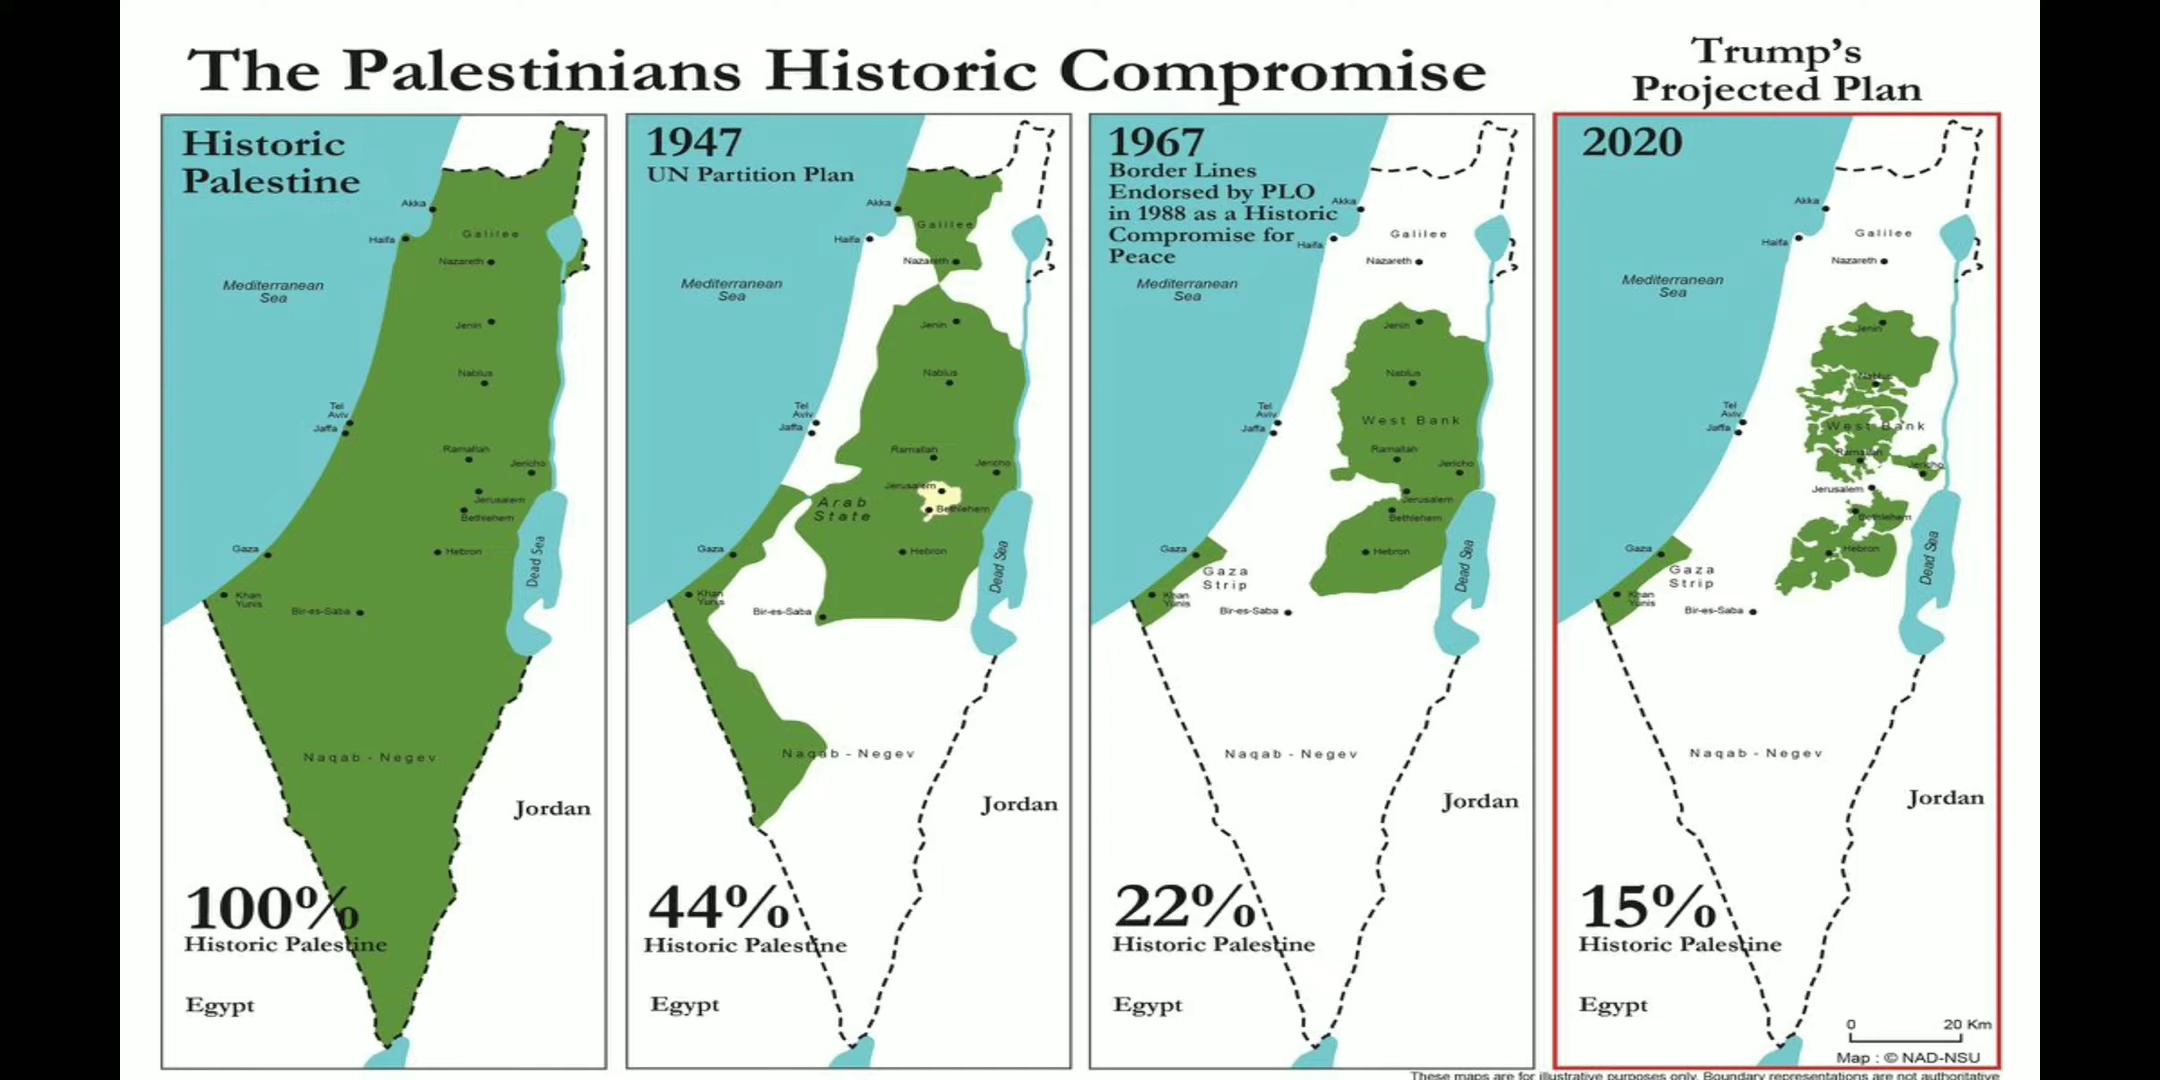 The Palestinians Historic Compromise
Trump's
Projected Plan
Historic
Palestine
Akka
Haifa
Galilee
Nazareth
Mediterranean
Sea
Jenin
Nablus
Tel
Aviv
Jaffa
Ramallah
Jericho
Jerusalem
Bethlehem
Gaza
Hebron
Dead Sea
Khan
Yunis
Bir-es-Saba
Naqab - Negev
Jordan
100%
Historic Palestine
Egypt
1947
UN Partition Plan
Akka
Galilee
Haifa
Nazareth
Mediterranean
Sea
Jenin
Nablus
Tel
Aviv
Jaffa
Ramallah
Jericho
Jerusalem
Arab
State
Bethlehem
Gaza
Hebron
Dead Sea
Khan
Yunis
Bir-es-Saba
Naqab - Negev
Jordan
44%
Historic Palestine
Egypt
1967
Border Lines
Endorsed by PLO
in 1988 as a Historic
Compromise for
Peace
Akka
Haifa
Galilee
Nazareth
Mediterranean
Sea
Jenin
Nablus
Tel
Aviv
Jaffa
West Bank
Ramallah
Jericho
Jerusalem
Bethlehem
Gaza
Hebron
Gaza
Strip
Dead Sea
Khan
Yunis
Bir-es-Saba
Naqab - Negev
Jordan
22%
Historic Palestine
Egypt
2020
Akka
Haifa
Galilee
Nazareth
Mediterranean
Sea
Jenin
Nablus
Tel
Aviv
Jaffa
West Bank
Ramallah
Jericho
Jerusalem
Bethlehem
Gaza
Hebron
Gaza
Strip
Dead Sea
Khan
Yunis
Bir-es-Saba
Naqab - Negev
Jordan
15%
Historic Palestine
Egypt
0 20 Km
Map : © NAD-NSU
These maps are for illustrative purposes only. Boundary representations are not authoritative